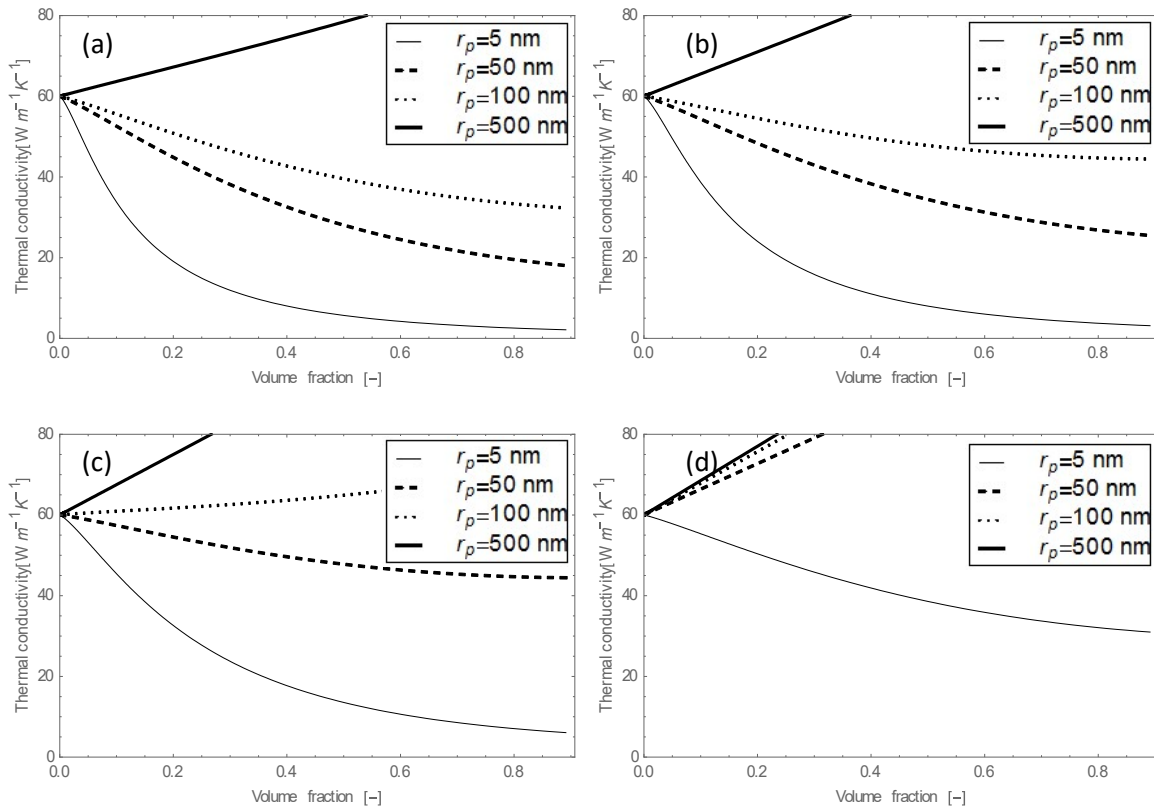 (a)
r_p=5 nm
r_p=50 nm
r_p=100 nm
r_p=500 nm
Thermal conductivity[W m⁻¹K⁻¹]
80
60
40
20
0
0.0 0.2 0.4 0.6 0.8
Volume fraction [−]
(b)
r_p=5 nm
r_p=50 nm
r_p=100 nm
r_p=500 nm
Thermal conductivity[W m⁻¹K⁻¹]
80
60
40
20
0
0.0 0.2 0.4 0.6 0.8
Volume fraction [−]
(c)
r_p=5 nm
r_p=50 nm
r_p=100 nm
r_p=500 nm
Thermal conductivity[W m⁻¹K⁻¹]
80
60
40
20
0
0.0 0.2 0.4 0.6 0.8
Volume fraction [−]
(d)
r_p=5 nm
r_p=50 nm
r_p=100 nm
r_p=500 nm
Thermal conductivity[W m⁻¹K⁻¹]
80
60
40
20
0
0.0 0.2 0.4 0.6 0.8
Volume fraction [−]